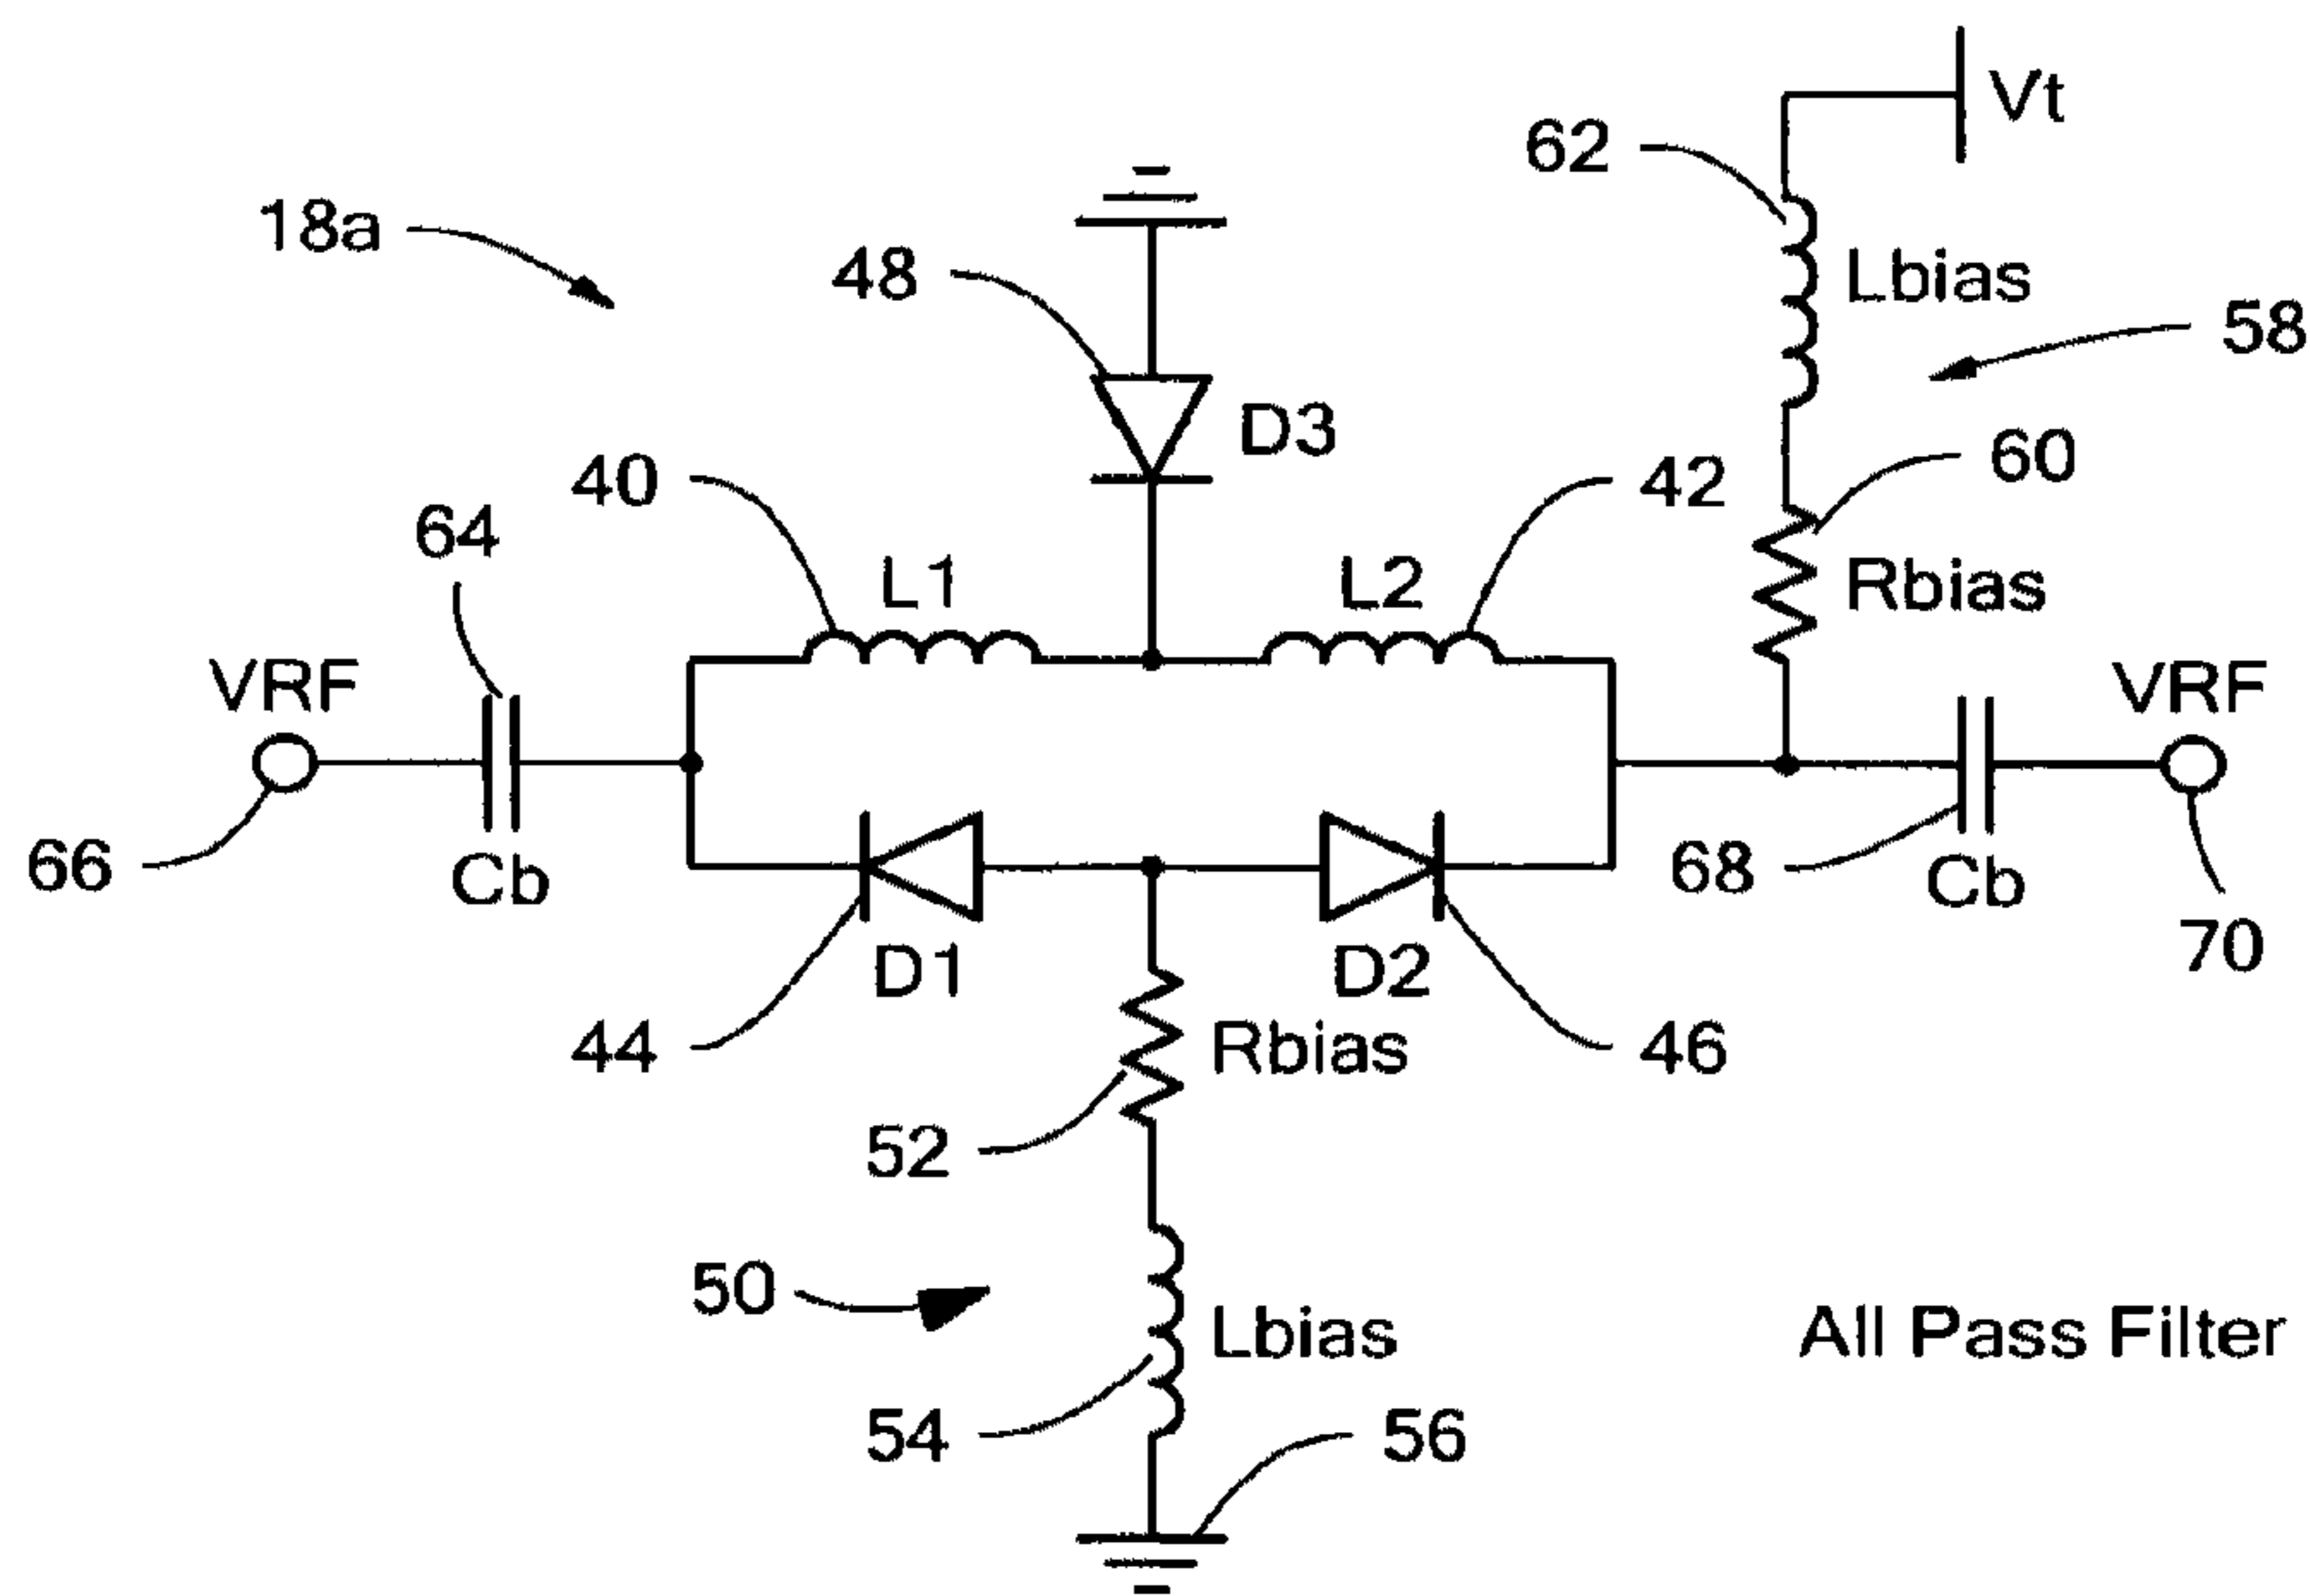 Vt
62
18a
48
Lbias
58
D3
40
42
60
64
L1
L2
Rbias
VRF
VRF
66
Cb
68
Cb
D1
D2
70
44
Rbias
46
52
50
Lbias
All Pass Filter
54
56